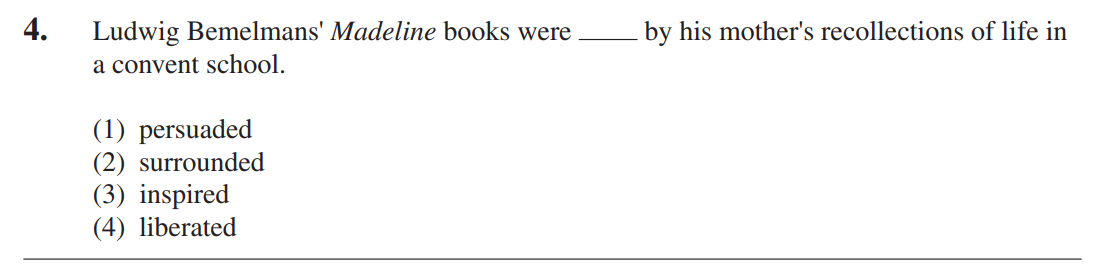 4. Ludwig Bemelmans' Madeline books were ____ by his mother's recollections of life in
a convent school.
(1) persuaded
(2) surrounded
(3) inspired
(4) liberated